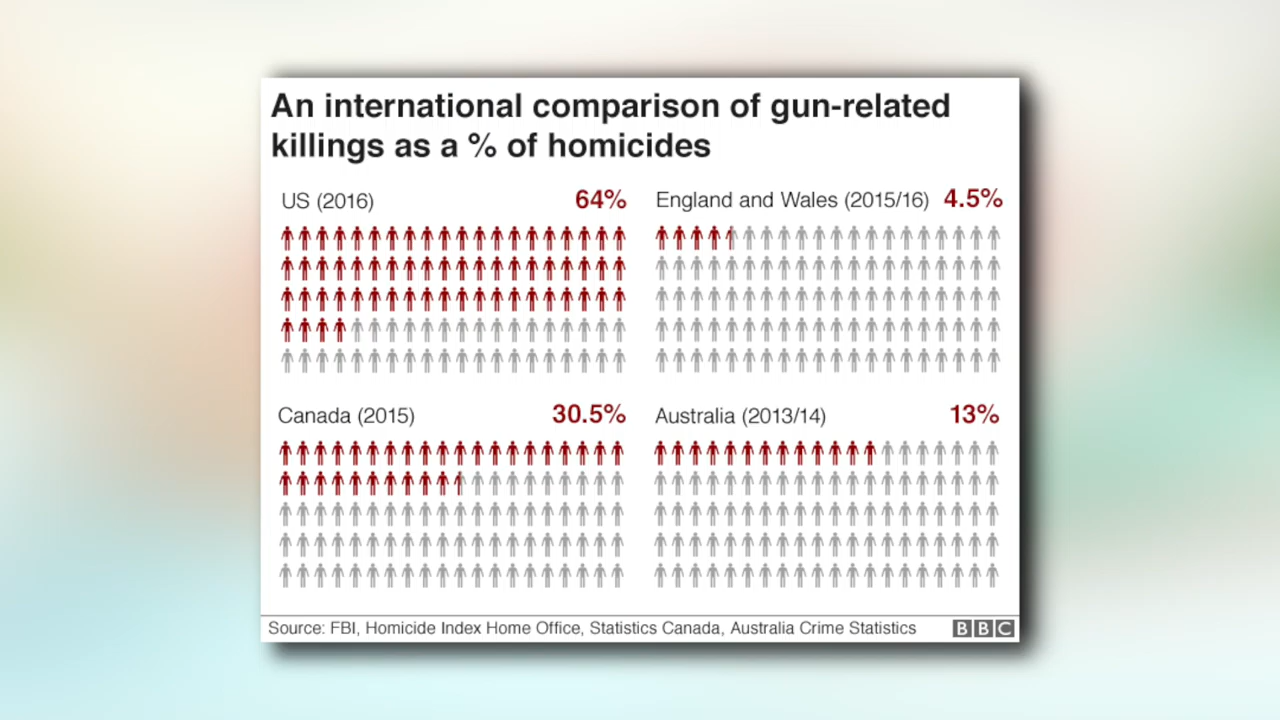 An international comparison of gun-related
killings as a % of homicides
US (2016) 64%
England and Wales (2015/16) 4.5%
Canada (2015) 30.5%
Australia (2013/14) 13%
Source: FBI, Homicide Index Home Office, Statistics Canada, Australia Crime Statistics
BBC